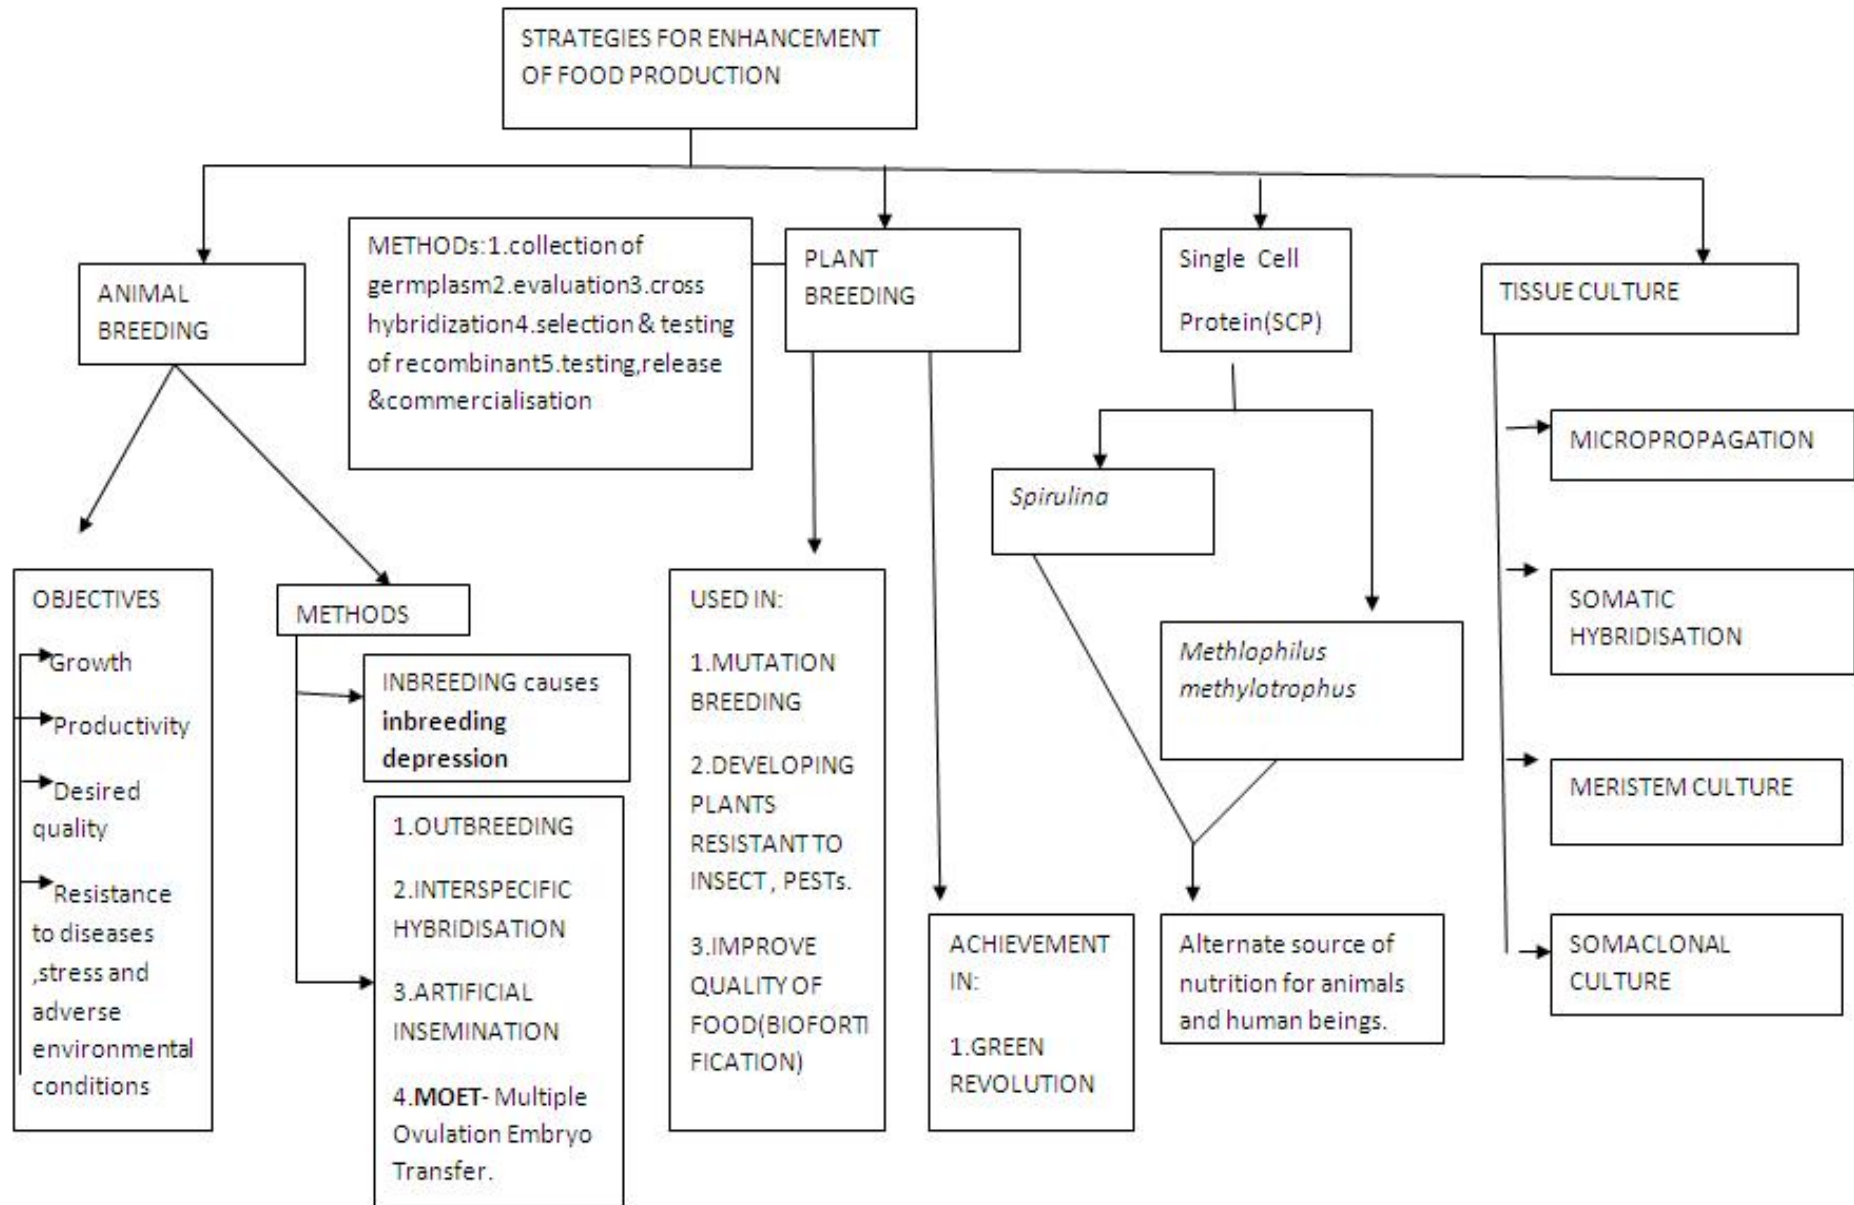 STRATEGIES FOR ENHANCEMENT
OF FOOD PRODUCTION
ANIMAL
BREEDING
METHODs:1.collection of
germplasm2.evaluation3.cross
hybridization4.selection & testing
of recombinant5.testing,release
&commercialisation
PLANT
BREEDING
Single Cell
Protein(SCP)
TISSUE CULTURE
OBJECTIVES
Growth
Productivity
Desired
quality
Resistance
to diseases
,stress and
adverse
environmental
conditions
METHODS
INBREEDING causes
inbreeding
depression
1.OUTBREEDING
2.INTERSPECIFIC
HYBRIDISATION
3.ARTIFICIAL
INSEMINATION
4.MOET- Multiple
Ovulation Embryo
Transfer.
USED IN:
1.MUTATION
BREEDING
2.DEVELOPING
PLANTS
RESISTANT TO
INSECT , PESTs.
3.IMPROVE
QUALITY OF
FOOD(BIOFORTI
FICATION)
ACHIEVEMENT
IN:
1.GREEN
REVOLUTION
Spirulina
Methlophilus
methylotrophus
Alternate source of
nutrition for animals
and human beings.
MICROPROPAGATION
SOMATIC
HYBRIDISATION
MERISTEM CULTURE
SOMACLONAL
CULTURE